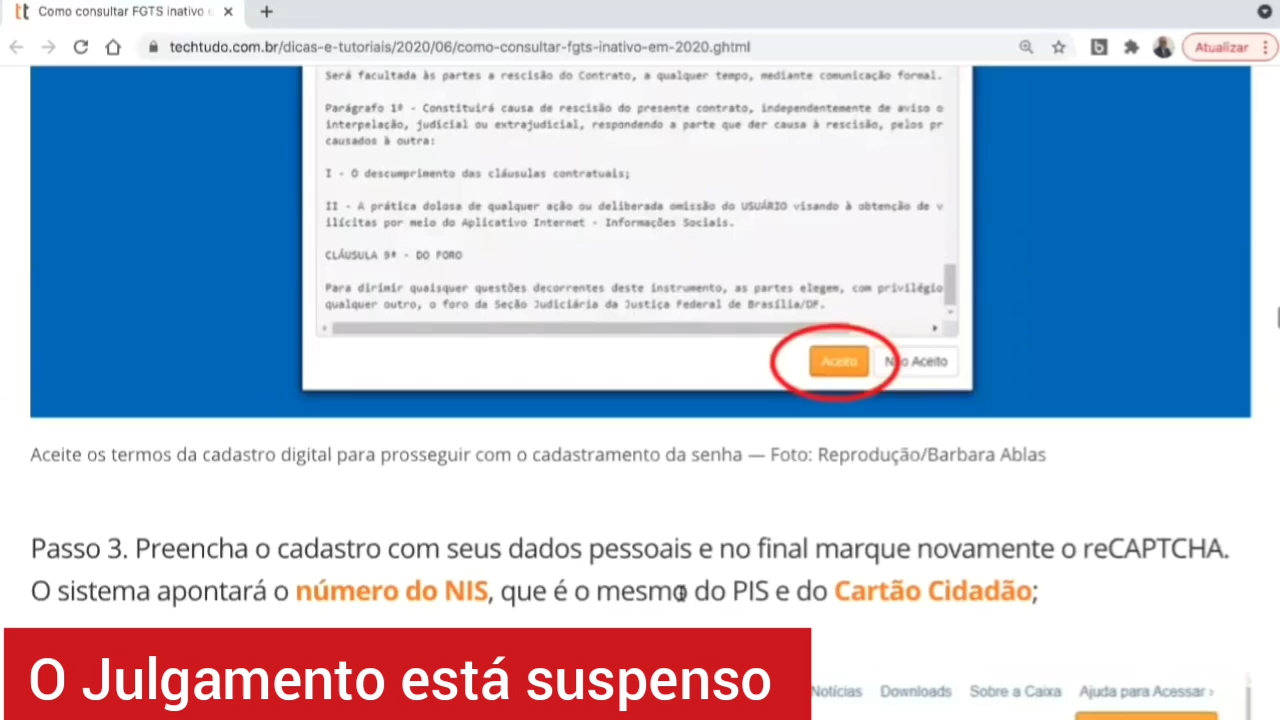 Como consultar FGTS inativo e
techtudo.com.br/dicas-e-tutoriais/2020/06/como-consultar-fgts-inativo-em-2020.ghtml
Atualizar
Será facultada às partes a rescisão do Contrato, a qualquer tempo, mediante comunicação formal.
Parágrafo 1º - Constituirá causa de rescisão do presente contrato, independentemente de aviso o
interpelação, judicial ou extrajudicial, respondendo a parte que der causa à rescisão, pelos pr
causados à outra:
I - O descumprimento das cláusulas contratuais;
II - A prática dolosa de qualquer ação ou deliberada omissão do USUÁRIO visando à obtenção de v
ilícitas por meio do Aplicativo Internet - Informações Sociais.
CLÁUSULA 9ª - DO FORO
Para dirimir quaisquer questões decorrentes deste instrumento, as partes elegem, com privilégio
qualquer outro, o foro da Seção Judiciária da Justiça Federal de Brasília/DF.
Aceito
Não Aceito
Aceite os termos da cadastro digital para prosseguir com o cadastramento da senha — Foto: Reprodução/Barbara Ablas
Passo 3. Preencha o cadastro com seus dados pessoais e no final marque novamente o reCAPTCHA.
O sistema apontará o número do NIS, que é o mesmo do PIS e do Cartão Cidadão;
O Julgamento está suspenso
Notícias Downloads Sobre a Caixa Ajuda para Acessar ›